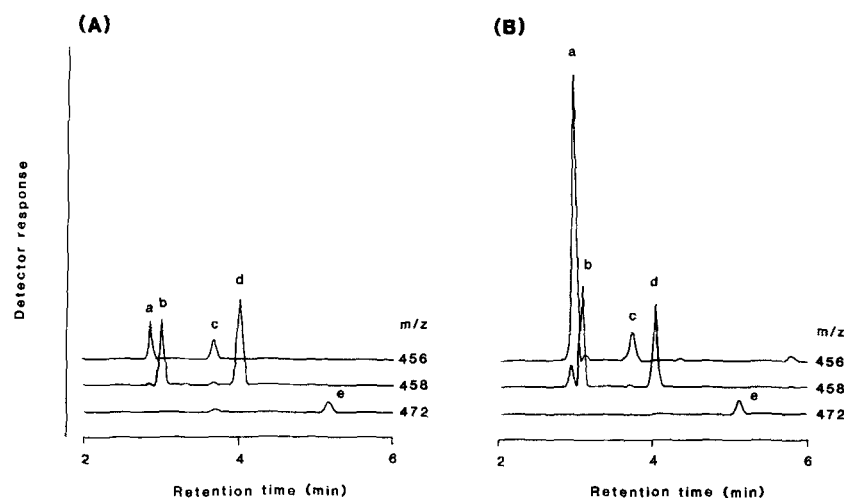 (A)
Detector response
a b
c
d
e
m/z
456
458
472
2 4 6
Retention time (min)
(B)
a
b
c
d
e
m/z
456
458
472
2 4 6
Retention time (min)